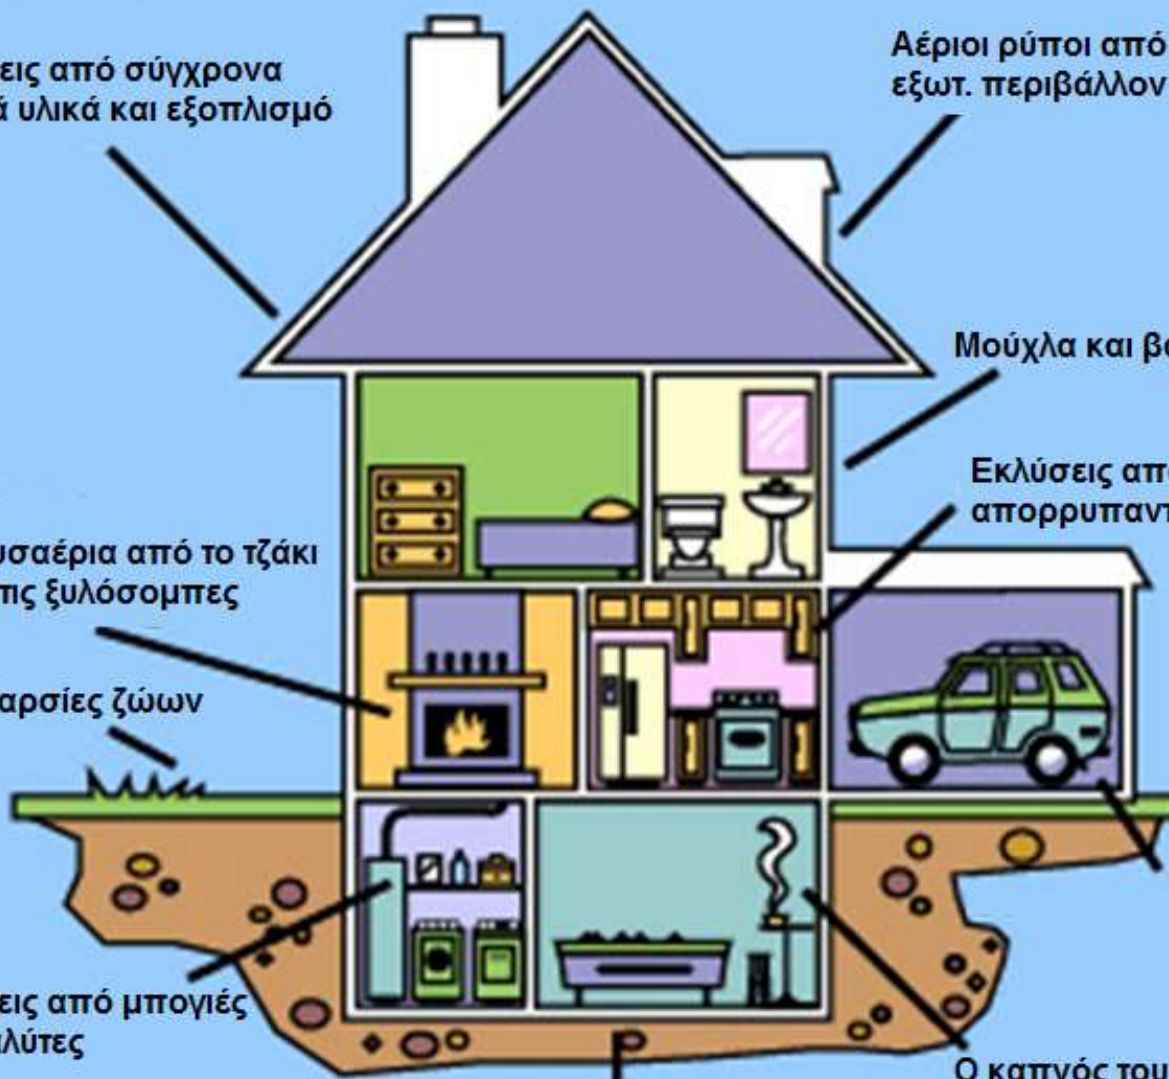 εις από σύγχρονα
ά υλικά και εξοπλισμό
Αέριοι ρύποι από
εξωτ. περιβάλλον
Μούχλα και
Εκλύσεις απ
απορρυπαντ
υσαέρια από το τζάκι
τις ξυλόσομπες
αρσίες ζώων
εις από μπογιές
λύτες
Ο καπνός του